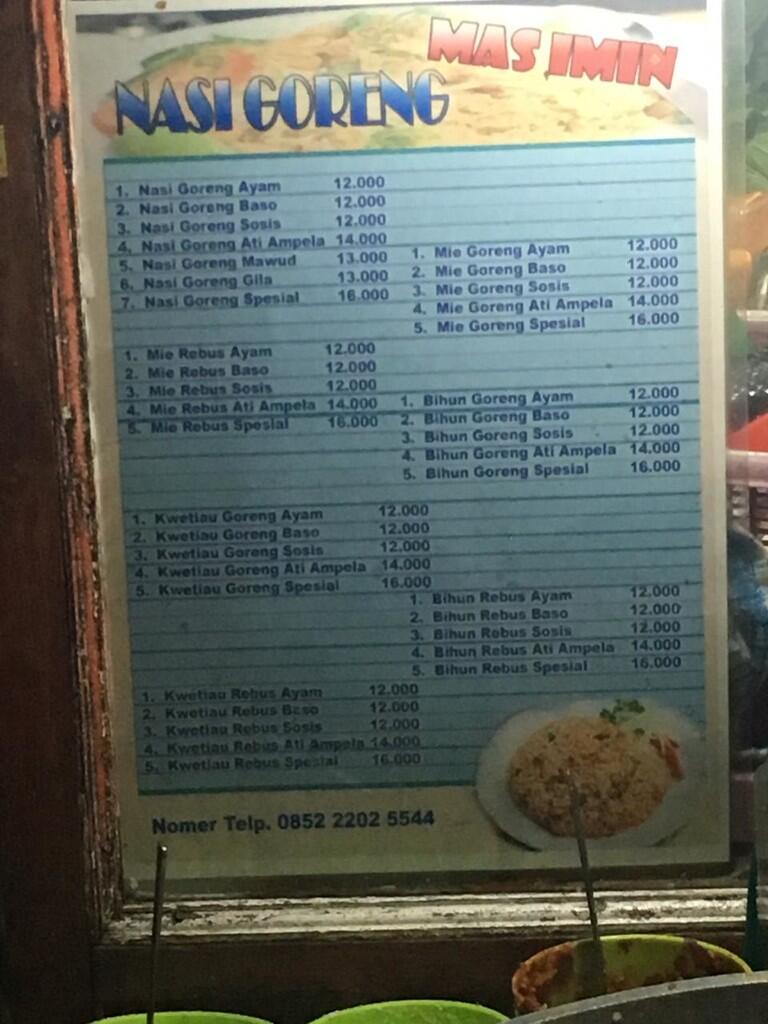 MAS IMIN
NASI GORENG
1. Nasi Goreng Ayam 12.000
2. Nasi Goreng Baso 12.000
3. Nasi Goreng Sosis 12.000
4. Nasi Goreng Ati Ampela 14.000
5. Nasi Goreng Mawud 13.000
6. Nasi Goreng Gila 13.000
7. Nasi Goreng Spesial 16.000
1. Mie Goreng Ayam 12.000
2. Mie Goreng Baso 12.000
3. Mie Goreng Sosis 12.000
4. Mie Goreng Ati Ampela 14.000
5. Mie Goreng Spesial 16.000
1. Mie Rebus Ayam 12.000
2. Mie Rebus Baso 12.000
3. Mie Rebus Sosis 12.000
4. Mie Rebus Ati Ampela 14.000
5. Mie Rebus Spesial 16.000
1. Bihun Goreng Ayam 12.000
2. Bihun Goreng Baso 12.000
3. Bihun Goreng Sosis 12.000
4. Bihun Goreng Ati Ampela 14.000
5. Bihun Goreng Spesial 16.000
1. Kwetiau Goreng Ayam 12.000
2. Kwetiau Goreng Baso 12.000
3. Kwetiau Goreng Sosis 12.000
4. Kwetiau Goreng Ati Ampela 14.000
5. Kwetiau Goreng Spesial 16.000
1. Bihun Rebus Ayam 12.000
2. Bihun Rebus Baso 12.000
3. Bihun Rebus Sosis 12.000
4. Bihun Rebus Ati Ampela 14.000
5. Bihun Rebus Spesial 16.000
1. Kwetiau Rebus Ayam 12.000
2. Kwetiau Rebus Baso 12.000
3. Kwetiau Rebus Sosis 12.000
4. Kwetiau Rebus Ati Ampela 14.000
5. Kwetiau Rebus Spesial 16.000
Nomer Telp. 0852 2202 5544